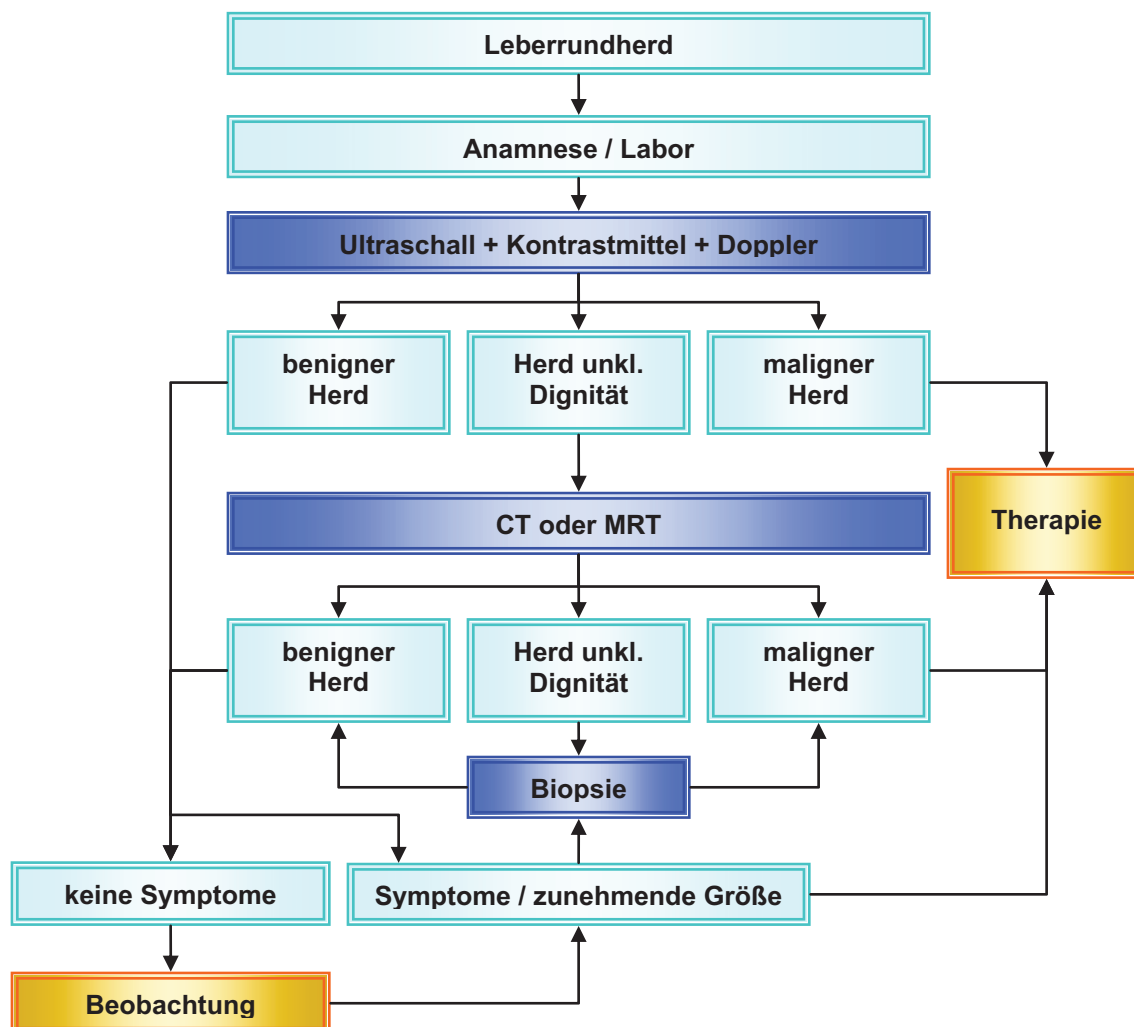 Leberrundherd
Anamnese / Labor
Ultraschall + Kontrastmittel + Doppler
benigner
Herd
Herd unkl.
Dignität
maligner
Herd
Therapie
CT oder MRT
benigner
Herd
Herd unkl.
Dignität
maligner
Herd
Biopsie
keine Symptome
Symptome / zunehmende Größe
Beobachtung